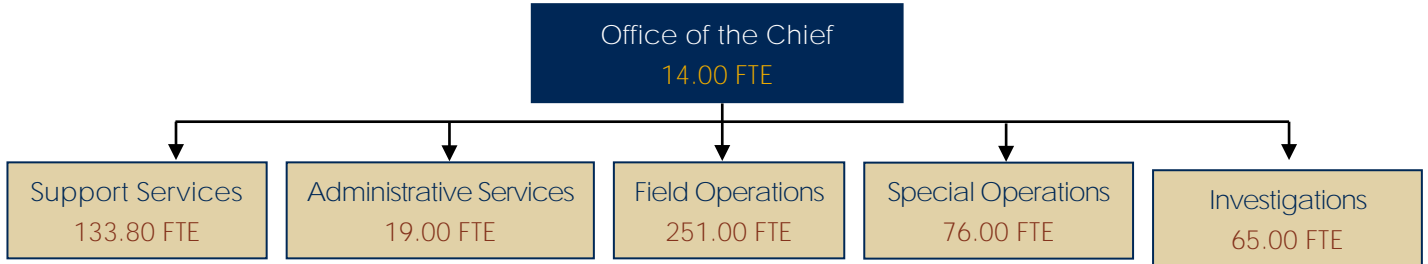 Office of the Chief
14.00 FTE
Support Services
133.80 FTE
Administrative Services
19.00 FTE
Field Operations
251.00 FTE
Special Operations
76.00 FTE
Investigations
65.00 FTE